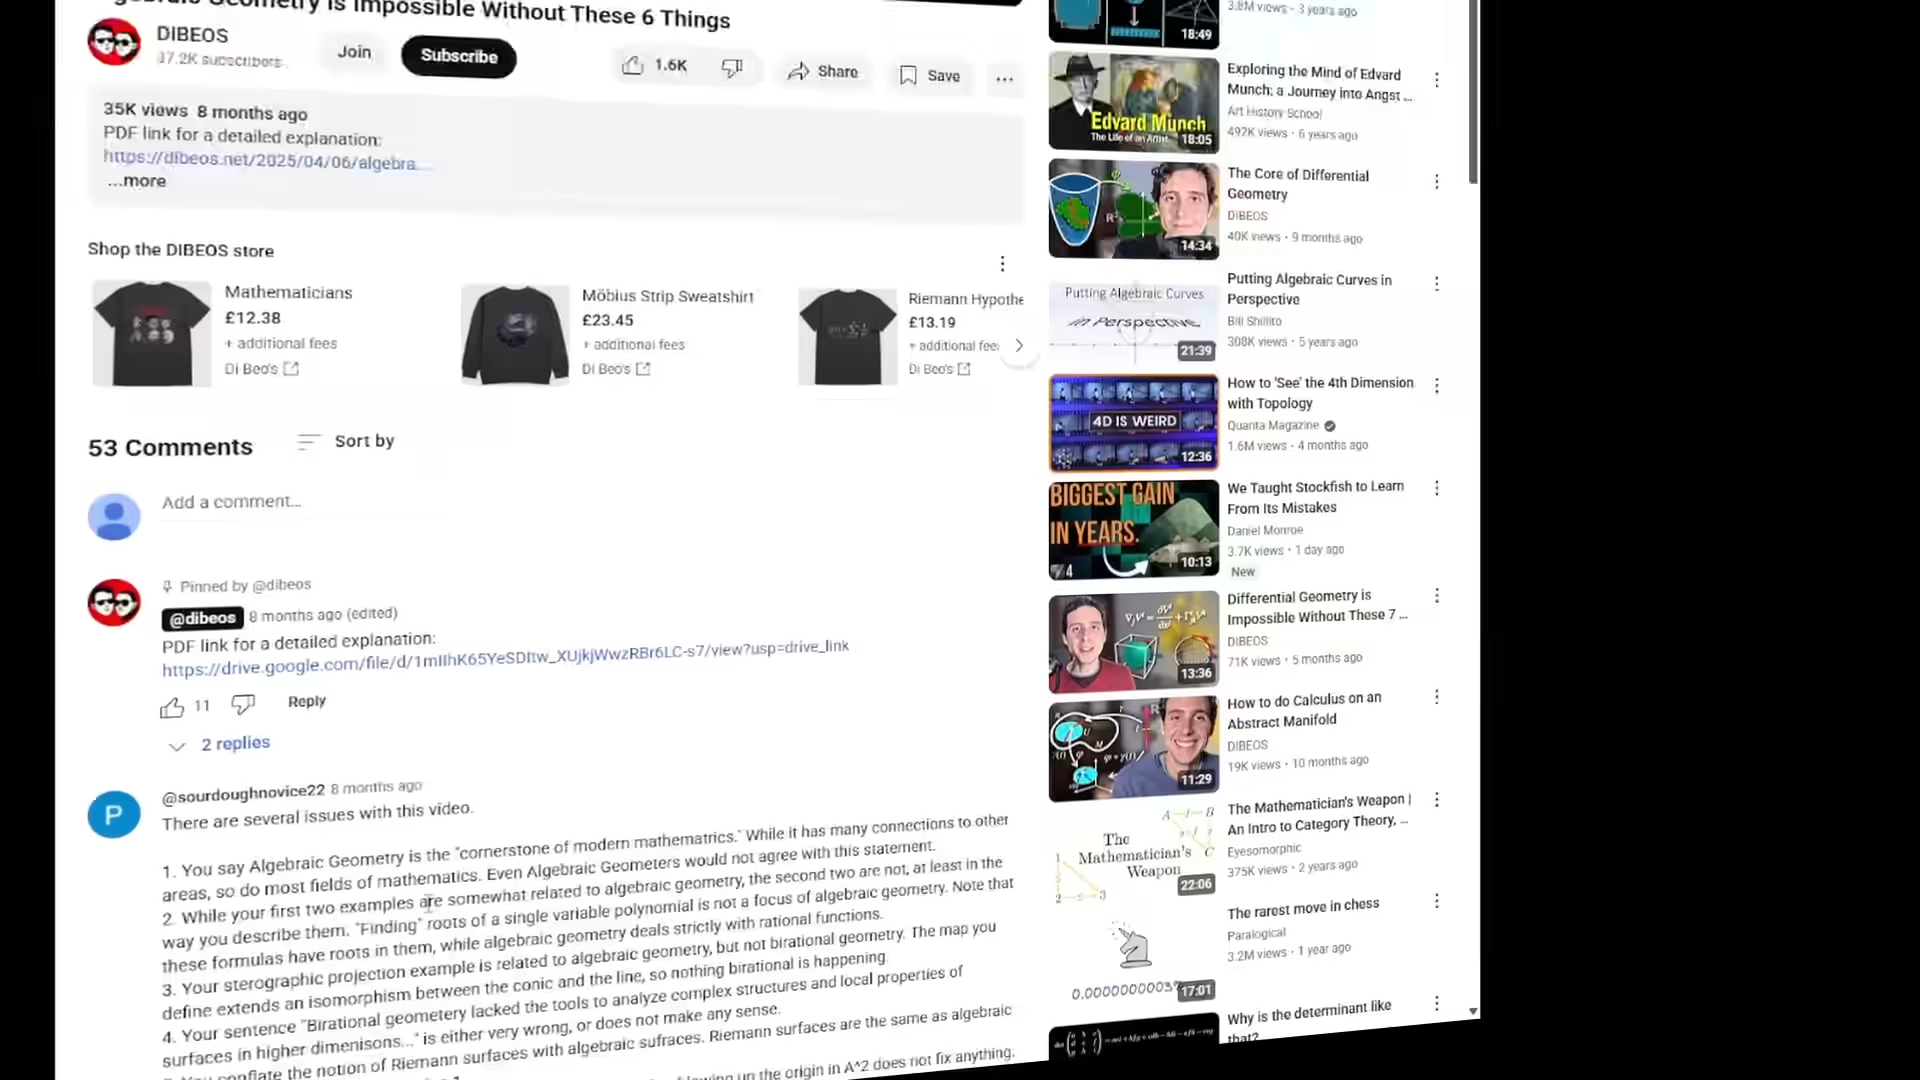 Geometry is Impossible Without These 6 Things
DIBEOS
37.2K subscribers
Join
Subscribe
1.6K
Share
Save
35K views 8 months ago
PDF link for a detailed explanation:
https://dibeos.net/2025/04/06/algebra...
...more
Shop the DIBEOS store
Mathematicians
£12.38
+ additional fees
Di Beo's
Möbius Strip Sweatshirt
£23.45
+ additional fees
Di Beo's
Riemann Hypothe
£13.19
+ additional fee
Di Beo's
53 Comments
Sort by
Add a comment...
Pinned by @dibeos
@dibeos 8 months ago (edited)
PDF link for a detailed explanation:
https://drive.google.com/file/d/1mIIhK65YeSDItw_XUjkjWwzRBr6LC-s7/view?usp=drive_link
11
Reply
2 replies
P
@sourdoughnovice22 8 months ago
There are several issues with this video.
1. You say Algebraic Geometry is the "cornerstone of modern mathematrics." While it has many connections to other
areas, so do most fields of mathematics. Even Algebraic Geometers would not agree with this statement.
2. While your first two examples are somewhat related to algebraic geometry, the second two are not, at least in the
way you describe them. "Finding" roots of a single variable polynomial is not a focus of algebraic geometry. Note that
these formulas have roots in them, while algebraic geometry deals strictly with rational functions.
3. Your sterographic projection example is related to algebraic geometry, but not birational geometry. The map you
define extends an isomorphism between the conic and the line, so nothing birational is happening.
4. Your sentence "Birational geometery lacked the tools to analyze complex structures and local properties of
surfaces in higher dimenisons..." is either very wrong, or does not make any sense.
You conflate the notion of Riemann surfaces with algebraic sufraces. Riemann surfaces are the same as algebraic
up the origin in A^2 does not fix anything.
3.8M views • 3 years ago
18:49
Edvard Munch
The Life of an Artist
18:05
Exploring the Mind of Edvard
Munch: a Journey into Angst ...
Art History School
492K views • 6 years ago
14:34
The Core of Differential
Geometry
DIBEOS
40K views • 9 months ago
Putting Algebraic Curves
in Perspective
21:39
Putting Algebraic Curves in
Perspective
Bill Shillito
308K views • 5 years ago
4D IS WEIRD
12:36
How to 'See' the 4th Dimension
with Topology
Quanta Magazine
1.6M views • 4 months ago
BIGGEST GAIN
IN YEARS.
10:13
We Taught Stockfish to Learn
From Its Mistakes
Daniel Monroe
3.7K views • 1 day ago
New
13:36
Differential Geometry is
Impossible Without These 7 ...
DIBEOS
71K views • 5 months ago
11:29
How to do Calculus on an
Abstract Manifold
DIBEOS
19K views • 10 months ago
The
Mathematician's
Weapon
22:06
The Mathematician's Weapon |
An Intro to Category Theory, ...
Eyesomorphic
375K views • 2 years ago
17:01
The rarest move in chess
Paralogical
3.2M views • 1 year ago
Why is the determinant like
that?